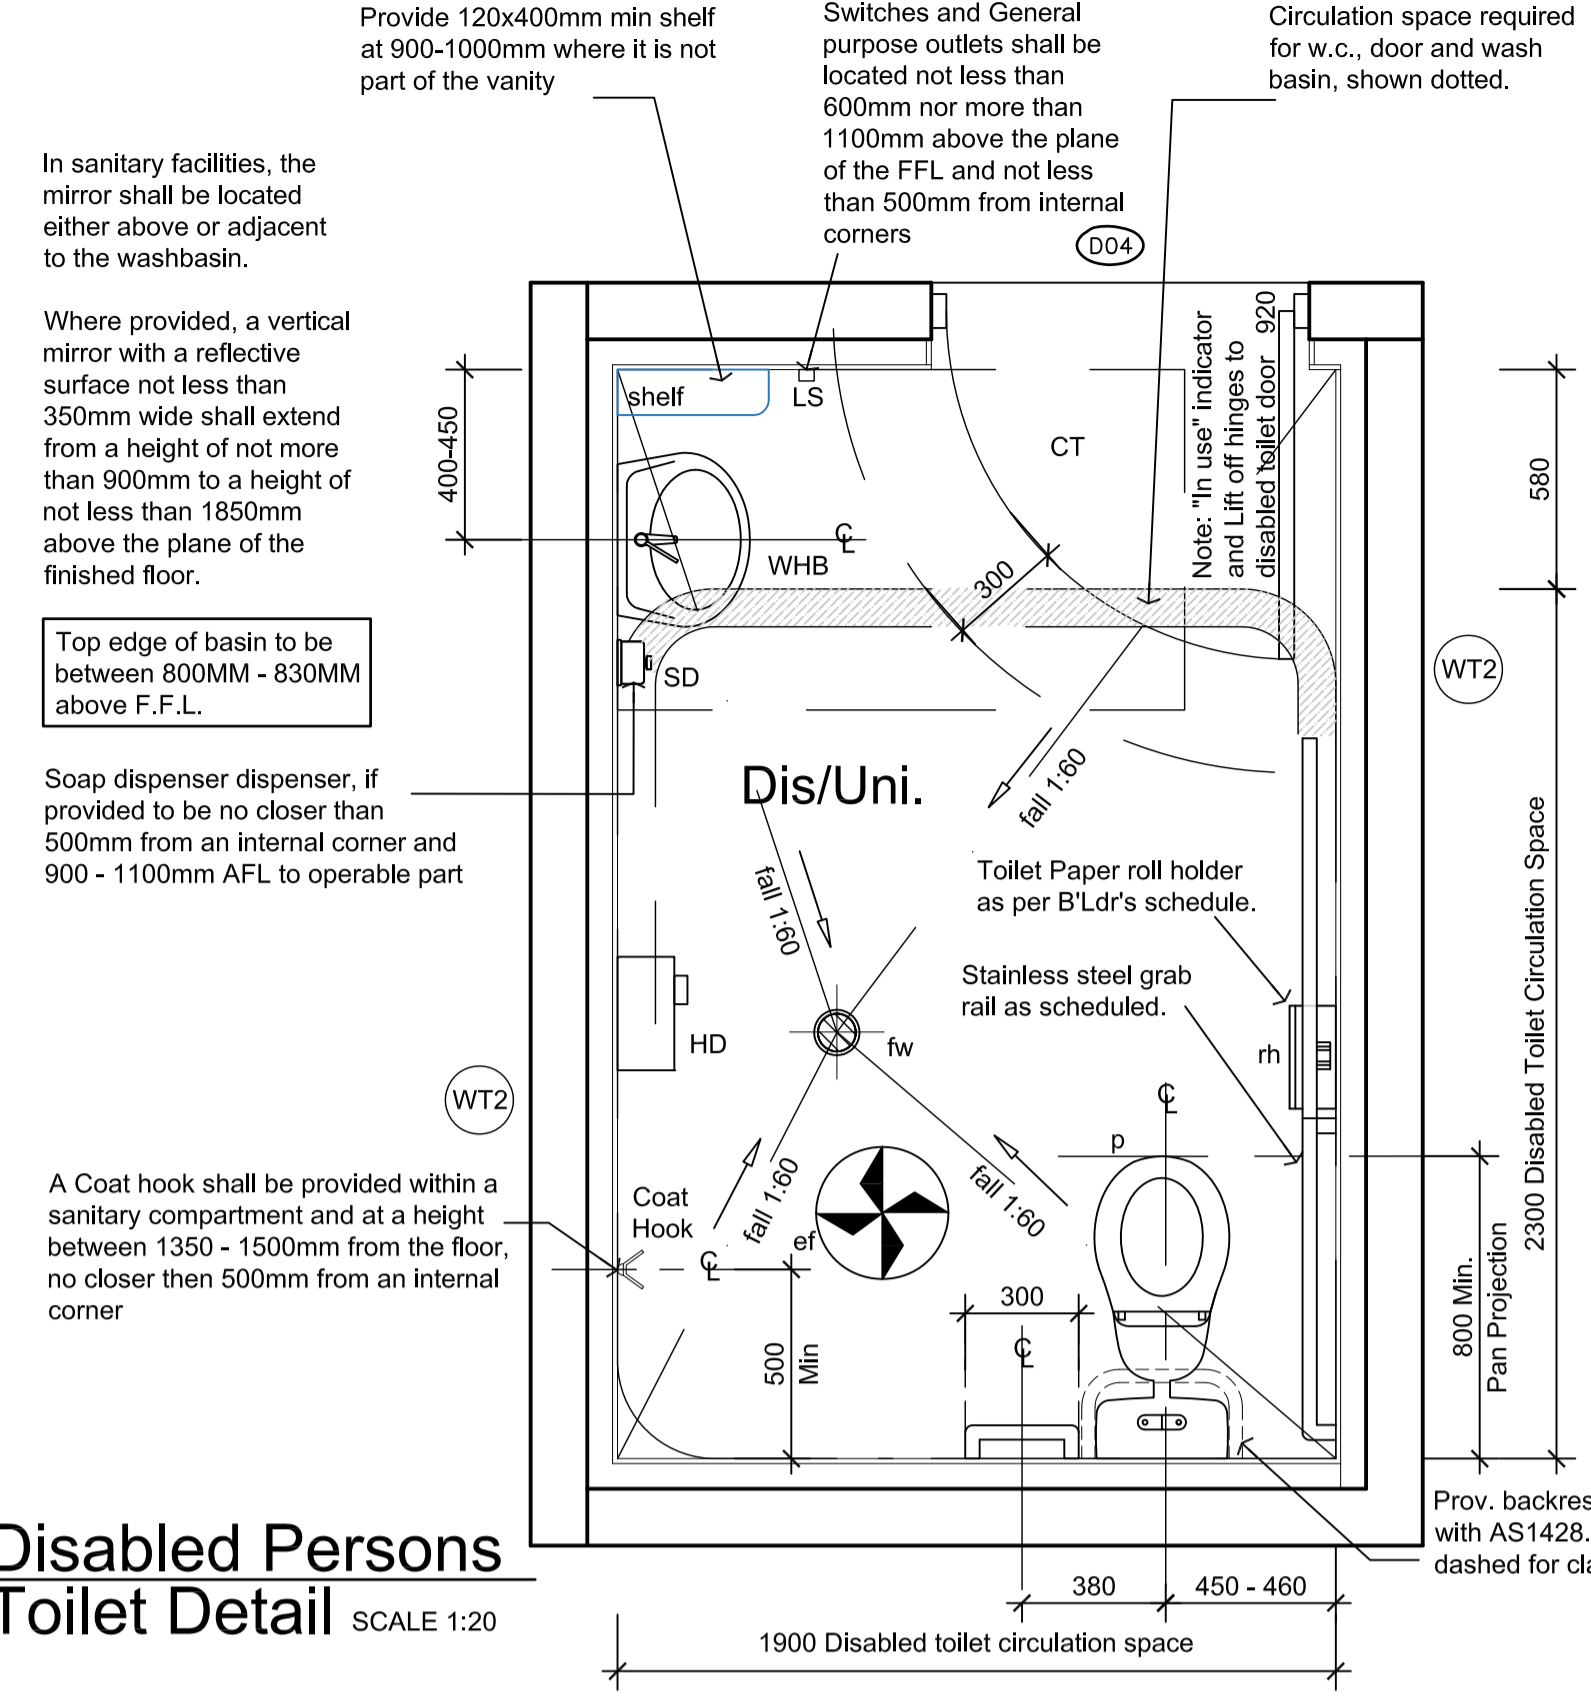 Provide 120x400mm min shelf
at 900-1000mm where it is not
part of the vanity
Switches and General
purpose outlets shall be
located not less than
600mm nor more than
1100mm above the plane
of the FFL and not less
than 500mm from internal
corners
Circulation space required
for w.c., door and wash
basin, shown dotted.
In sanitary facilities, the
mirror shall be located
either above or adjacent
to the washbasin.
Where provided, a vertical
mirror with a reflective
surface not less than
350mm wide shall extend
from a height of not more
than 900mm to a height of
not less than 1850mm
above the plane of the
finished floor.
Top edge of basin to be
between 800MM - 830MM
above F.F.L.
Soap dispenser dispenser, if
provided to be no closer than
500mm from an internal corner and
900 - 1100mm AFL to operable part
A Coat hook shall be provided within a
sanitary compartment and at a height
between 1350 - 1500mm from the floor,
no closer then 500mm from an internal
corner
D04
920
Note: "In use" indicator
and Lift off hinges to
disabled toilet door
shelf
LS
CT
400-450
580
℄
WHB
300
SD
WT2
Dis/Uni.
fall 1:60
fall 1:60
Toilet Paper roll holder
as per B'Ldr's schedule.
Stainless steel grab
rail as scheduled.
HD
fw
rh
WT2
℄
p
2300 Disabled Toilet Circulation Space
Coat
Hook
℄
fall 1:60
ef
fall 1:60
800 Min.
Pan Projection
300
℄
500
Min
Prov. backres
with AS1428.
dashed for cla
380
450 - 460
1900 Disabled toilet circulation space
Disabled Persons
Toilet Detail SCALE 1:20